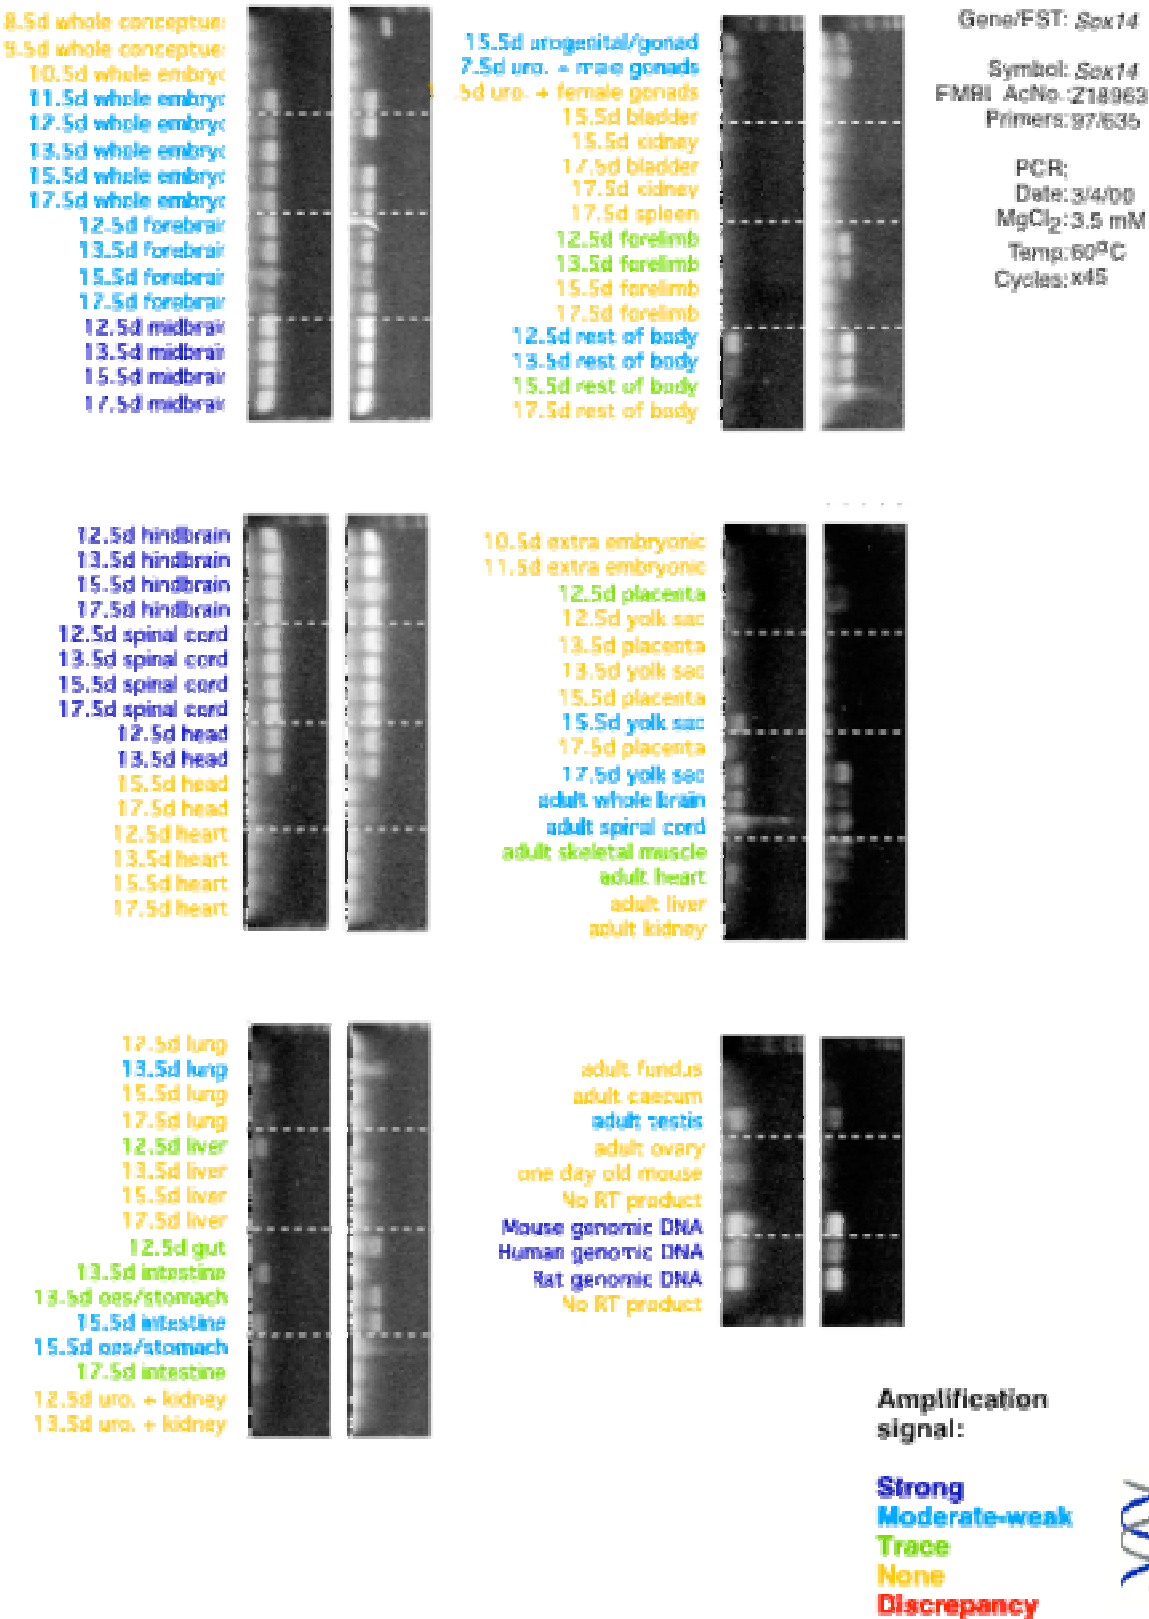 8.5d whole conceptus
9.5d whole conceptus
10.5d whole embryo
11.5d whole embryo
12.5d whole embryo
13.5d whole embryo
15.5d whole embryo
17.5d whole embryo
12.5d forebrain
13.5d forebrain
15.5d forebrain
17.5d forebrain
12.5d midbrain
13.5d midbrain
15.5d midbrain
17.5d midbrain
15.5d urogenital/gonad
7.5d uro. + male gonads
.5d uro. + female gonads
15.5d bladder
15.5d kidney
17.5d bladder
17.5d kidney
17.5d spleen
12.5d forelimb
13.5d forelimb
15.5d forelimb
17.5d forelimb
12.5d rest of body
13.5d rest of body
15.5d rest of body
17.5d rest of body
Gene/EST: Sox14
Symbol: Sox14
EMBL AcNo.:Z18963
Primers:97/635
PCR:
Date: 3/4/00
MgCl2: 3.5 mM
Temp:60°C
Cycles: x45
12.5d hindbrain
13.5d hindbrain
15.5d hindbrain
17.5d hindbrain
12.5d spinal cord
13.5d spinal cord
15.5d spinal cord
17.5d spinal cord
12.5d head
13.5d head
15.5d head
17.5d head
12.5d heart
13.5d heart
15.5d heart
17.5d heart
10.5d extra embryonic
11.5d extra embryonic
12.5d placenta
12.5d yolk sac
13.5d placenta
13.5d yolk sac
15.5d placenta
15.5d yolk sac
17.5d placenta
17.5d yolk sac
adult whole brain
adult spinal cord
adult skeletal muscle
adult heart
adult liver
adult kidney
12.5d lung
13.5d lung
15.5d lung
17.5d lung
12.5d liver
13.5d liver
15.5d liver
17.5d liver
12.5d gut
13.5d intestine
13.5d oes/stomach
15.5d intestine
15.5d oes/stomach
17.5d intestine
12.5d uro. + kidney
13.5d uro. + kidney
adult fundus
adult caecum
adult testis
adult ovary
one day old mouse
No RT product
Mouse genomic DNA
Human genomic DNA
Rat genomic DNA
No RT product
Amplification
signal:
Strong
Moderate-weak
Trace
None
Discrepancy